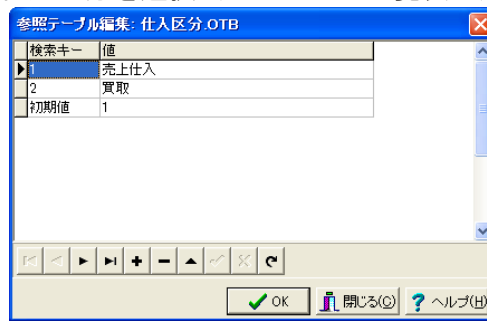 参照テーブル編集: 仕入区分.OTB
検索キー 値
1 売上仕入
2 買取
初期値 1
OK 閉じる(C) ヘルプ(H)